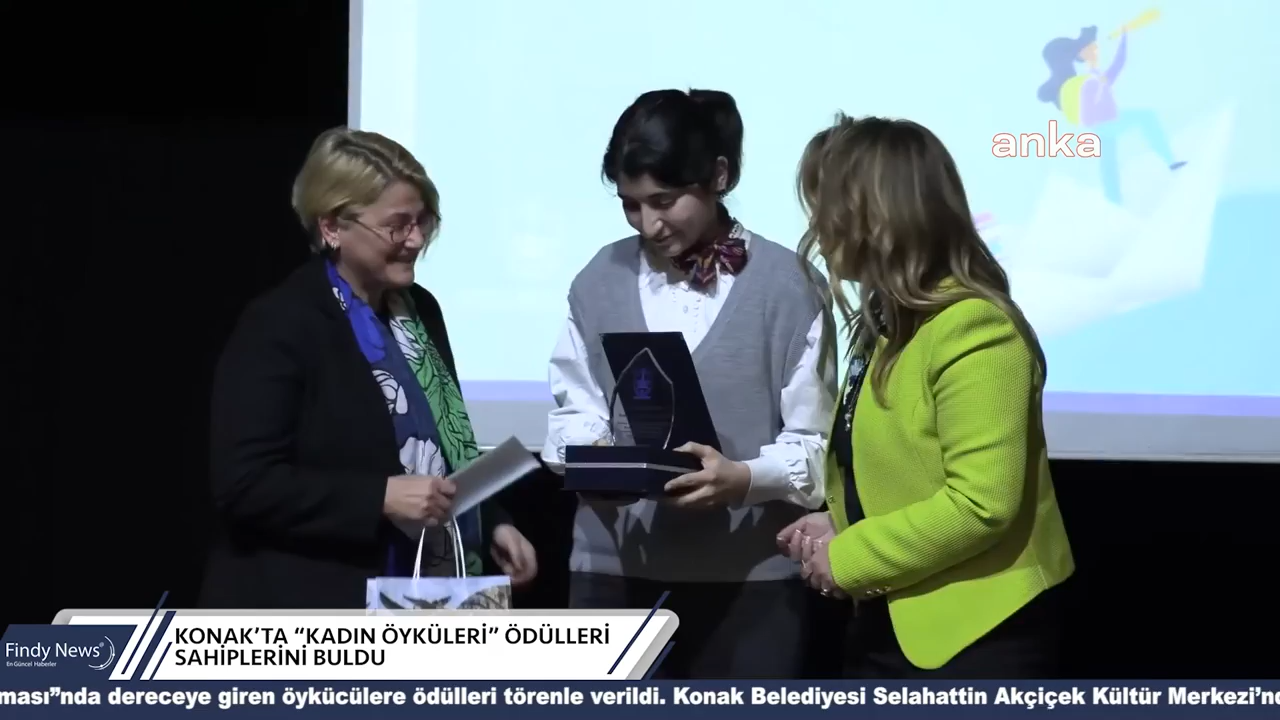 anka
KONAK’TA “KADIN ÖYKÜLERİ” ÖDÜLLERİ
SAHİPLERİNİ BULDU
Findy News®
En Güncel Haberler
ması”nda dereceye giren öykücülere ödülleri törenle verildi. Konak Belediyesi Selahattin Akçiçek Kültür Merkezi’nd